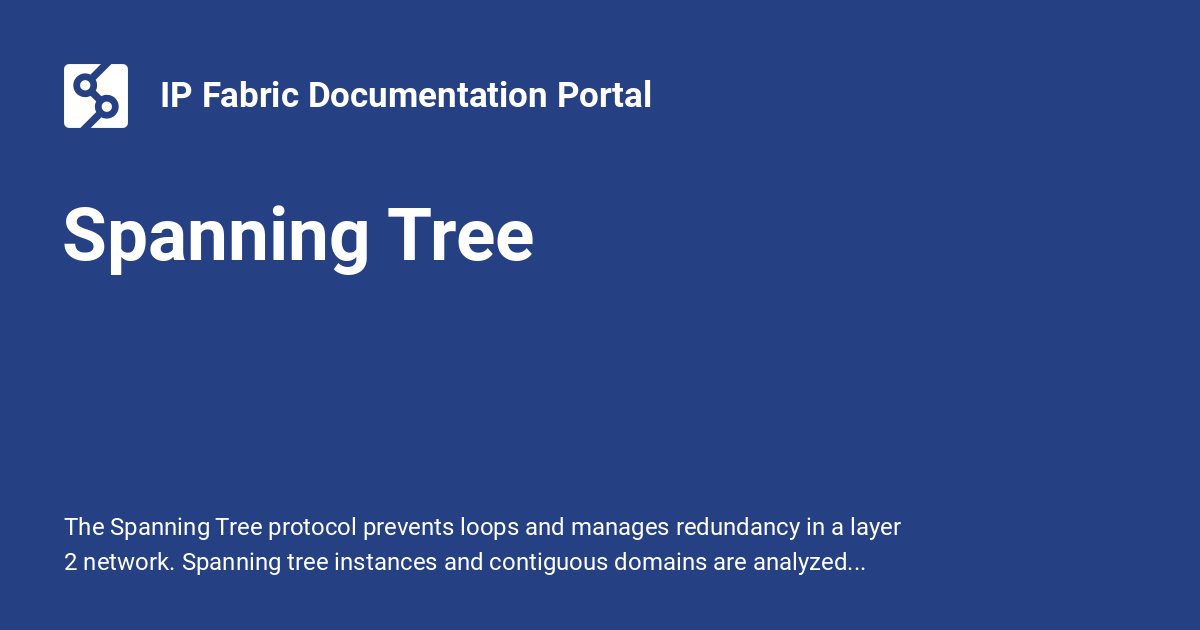 IP Fabric Documentation Portal
Spanning Tree
The Spanning Tree protocol prevents loops and manages redundancy in a layer
2 network. Spanning tree instances and contiguous domains are analyzed...